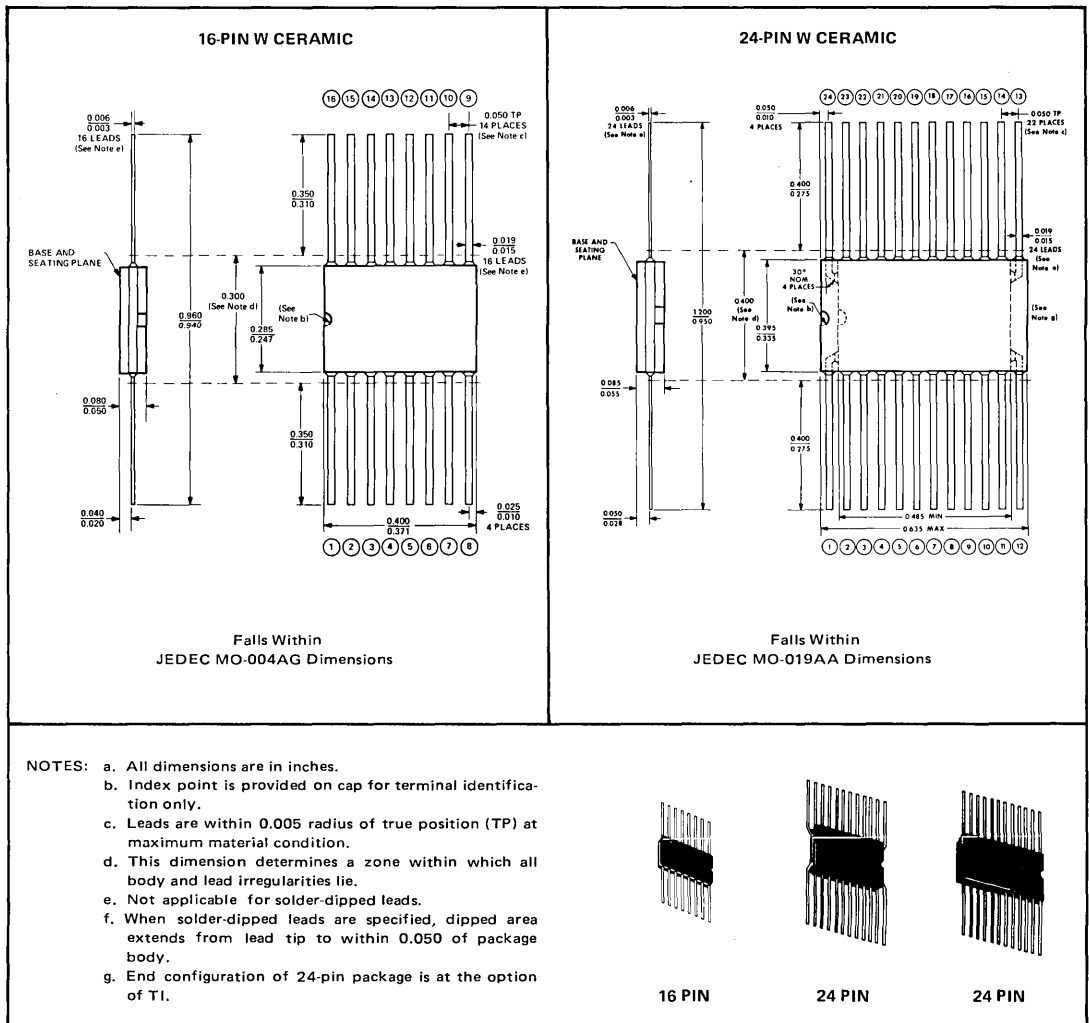 16-PIN W CERAMIC
0.006
0.003
16 LEADS
(See Note e)
16 15 14 13 12 11 10 9
0.050 TP
14 PLACES
(See Note c)
0.350
0.310
0.019
0.015
16 LEADS
(See Note e)
BASE AND
SEATING PLANE
0.960
0.940
0.300
(See Note d)
(See
Note b)
0.285
0.247
0.080
0.050
0.350
0.310
0.040
0.020
0.025
0.010
4 PLACES
0.400
0.371
1 2 3 4 5 6 7 8
Falls Within
JEDEC MO-004AG Dimensions
24-PIN W CERAMIC
0.006
0.003
24 LEADS
(See Note e)
0.050
0.010
4 PLACES
24 23 22 21 20 19 18 17 16 15 14 13
0.050 TP
22 PLACES
(See Note c)
0.400
0.275
0.019
0.015
24 LEADS
(See
Note e)
BASE AND
SEATING
PLANE
30°
NOM
4 PLACES
(See
Note b)
(See
Note g)
1.200
0.950
0.400
(See
Note d)
0.395
0.335
0.085
0.055
0.400
0.275
0.050
0.028
0.485 MIN
0.635 MAX
1 2 3 4 5 6 7 8 9 10 11 12
Falls Within
JEDEC MO-019AA Dimensions
NOTES: a. All dimensions are in inches.
b. Index point is provided on cap for terminal identifica-
tion only.
c. Leads are within 0.005 radius of true position (TP) at
maximum material condition.
d. This dimension determines a zone within which all
body and lead irregularities lie.
e. Not applicable for solder-dipped leads.
f. When solder-dipped leads are specified, dipped area
extends from lead tip to within 0.050 of package
body.
g. End configuration of 24-pin package is at the option
of TI.
16 PIN
24 PIN
24 PIN